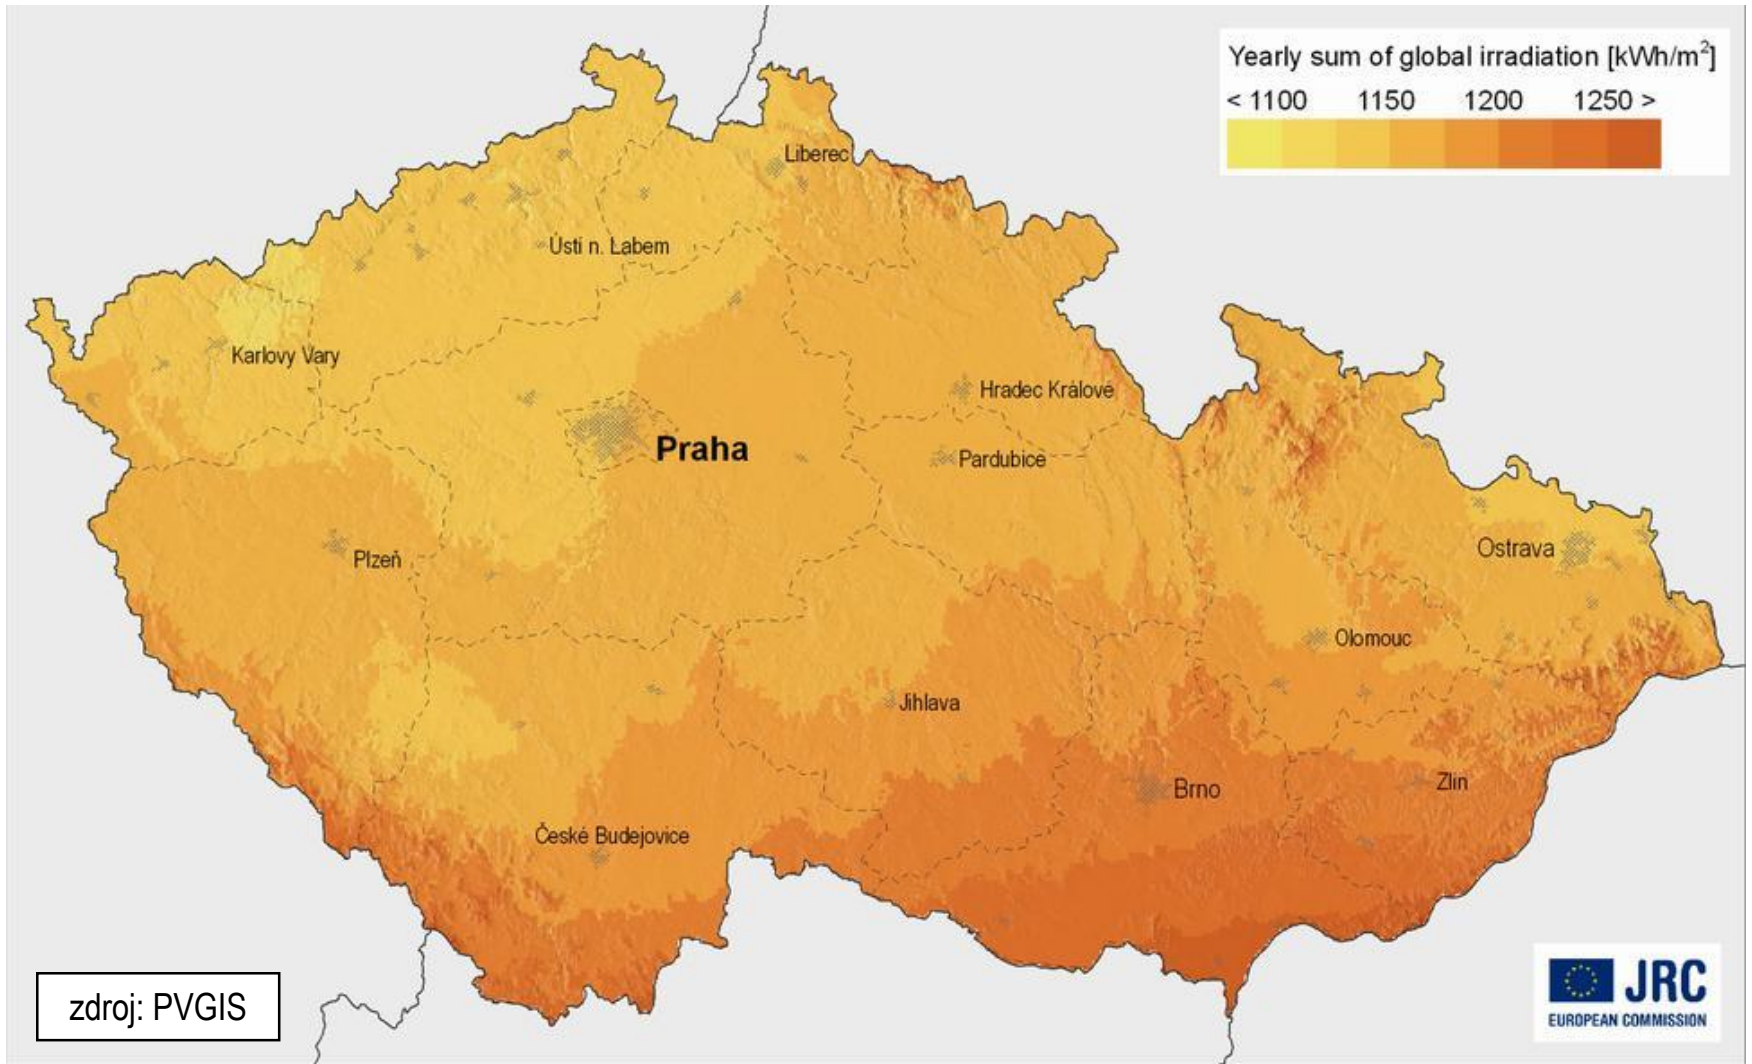 Yearly sum of global irradiation [kWh/m²]
< 1100 1150 1200 1250 >
Liberec
Ústí n. Labem
Karlovy Vary
Hradec Králové
Praha
Pardubice
Plzeň
Ostrava
Olomouc
Jihlava
Brno
Zlin
České Budejovice
zdroj: PVGIS
JRC
EUROPEAN COMMISSION